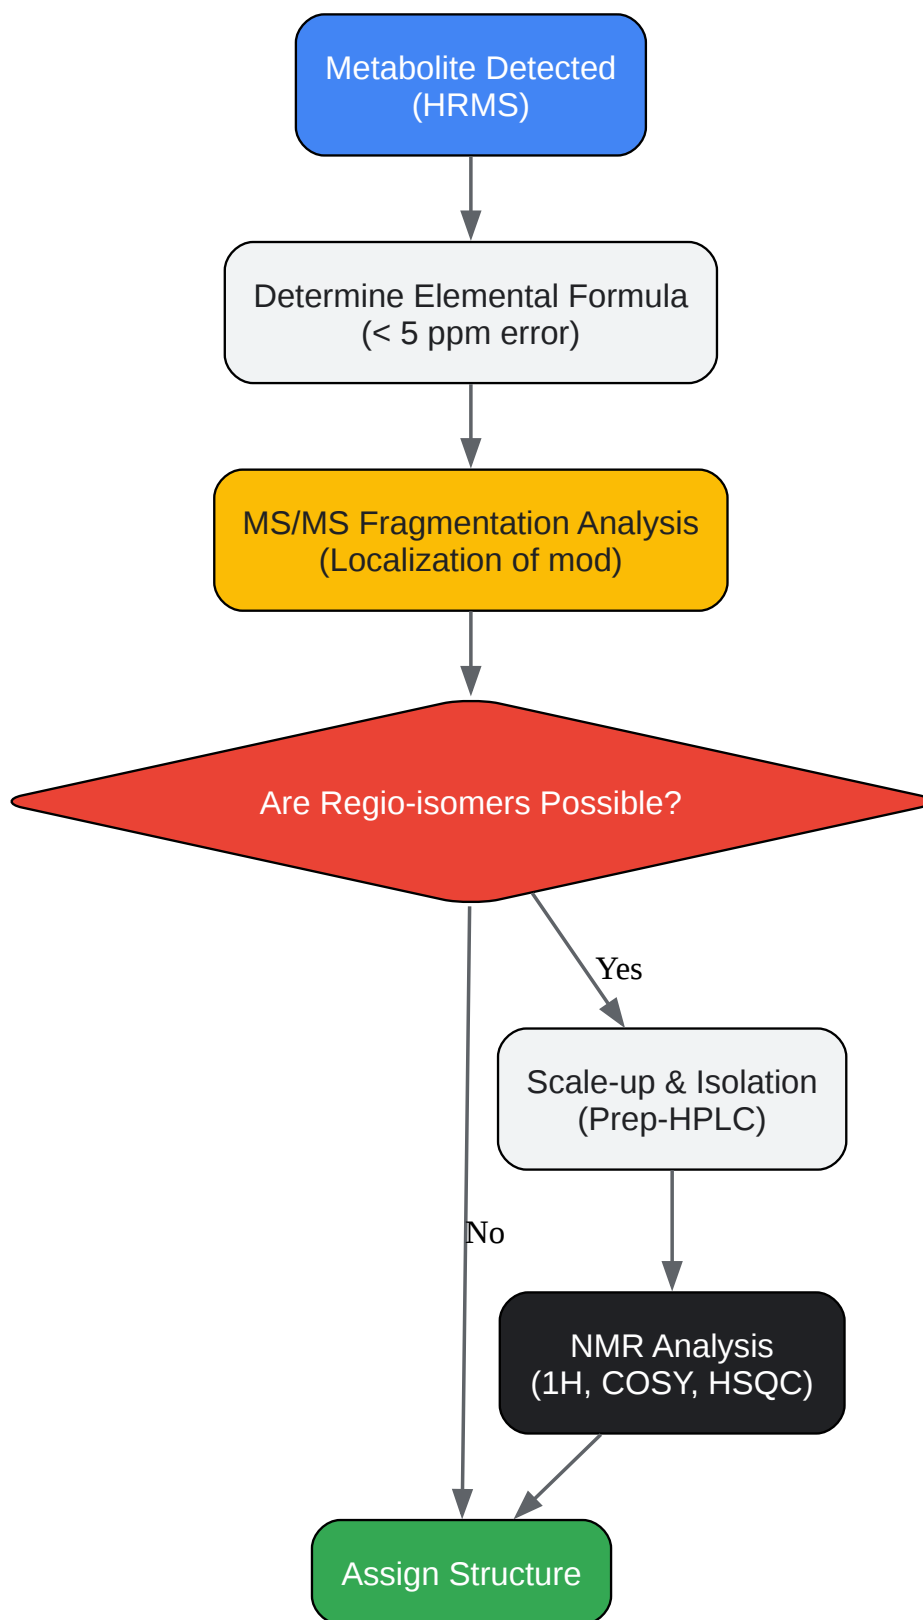 Metabolite Detected
(HRMS)
Determine Elemental Formula
(< 5 ppm error)
MS/MS Fragmentation Analysis
(Localization of mod)
Are Regio-isomers Possible?
Yes
Scale-up & Isolation
(Prep-HPLC)
No
NMR Analysis
(1H, COSY, HSQC)
Assign Structure